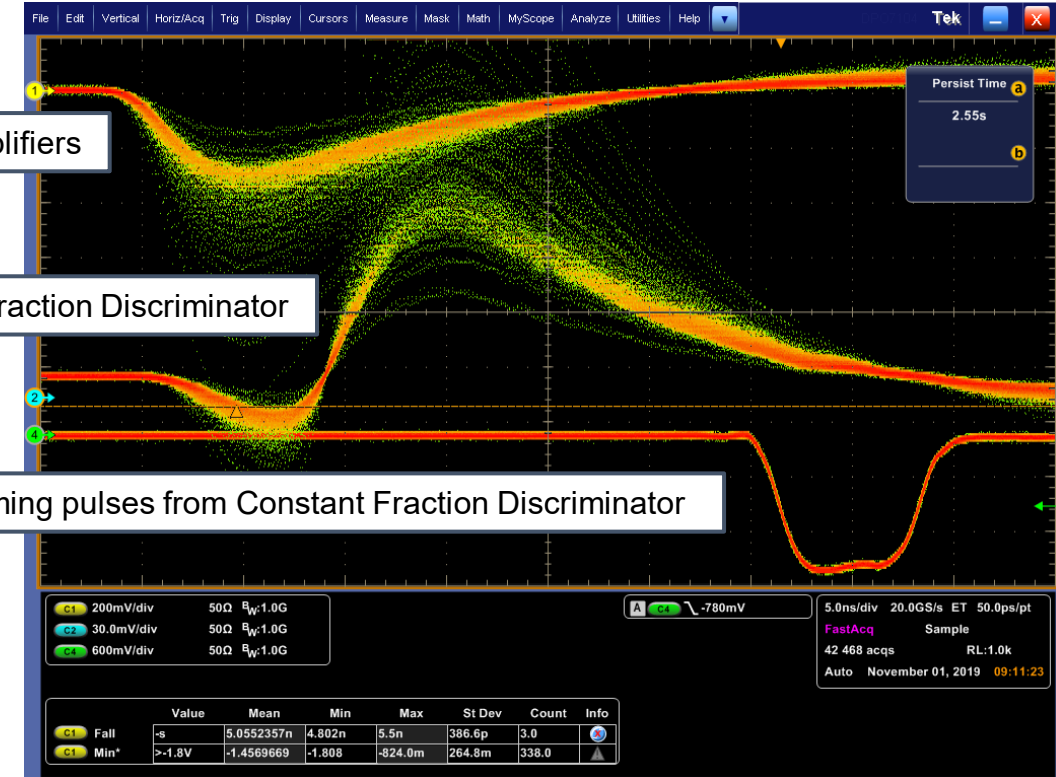 File Edit Vertical Horiz/Acq Trig Display Cursors Measure Mask Math MyScope Analyze Utilities Help Tek X
1
Persist Time a
2.55s
b
plifiers
raction Discriminator
2
4
ning pulses from Constant Fraction Discriminator
C1 200mV/div 50Ω BW:1.0G
C2 30.0mV/div 50Ω BW:1.0G
C4 600mV/div 50Ω BW:1.0G
A C4 -780mV
5.0ns/div 20.0GS/s ET 50.0ps/pt
FastAcq Sample
42 468 acqs RL:1.0k
Auto November 01, 2019 09:11:23
Value Mean Min Max St Dev Count Info
C1 Fall -s 5.0552357n 4.802n 5.5n 386.6p 3.0
C1 Min* >-1.8V -1.4569669 -1.808 -824.0m 264.8m 338.0